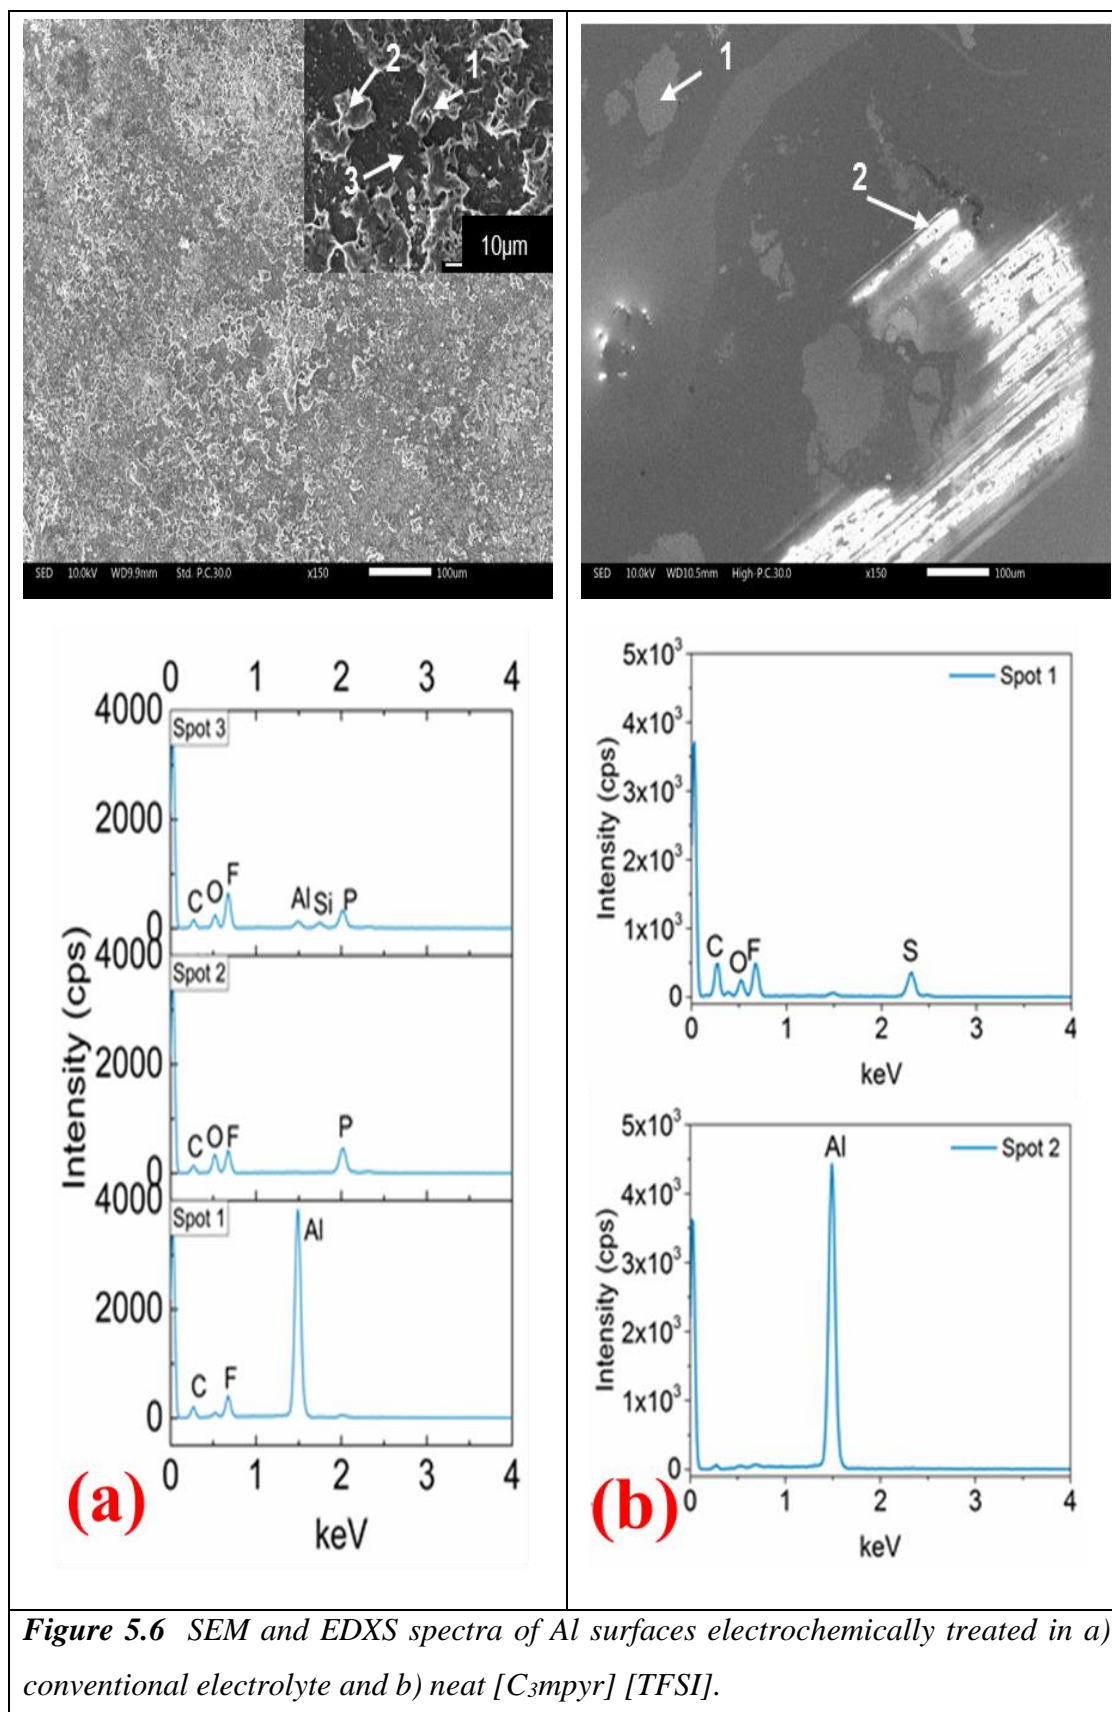 2
1
3
10µm
SED 10.0kV WD9.9mm Std. P.C.30.0 x150 100um
1
2
SED 10.0kV WD10.5mm High-P.C.30.0 x150 100um
0 1 2 3 4
4000
Spot 3
2000
C O F Al Si P
0
4000
Spot 2
2000
C O F P
0
4000
Spot 1
Al
2000
C F
0
0 1 2 3 4
keV
Intensity (cps)
(a)
5x10³
Spot 1
4x10³
3x10³
2x10³
1x10³
C O F S
0
0 1 2 3 4
keV
Intensity (cps)
5x10³
Al
Spot 2
4x10³
3x10³
2x10³
1x10³
0
0 1 2 3 4
keV
Intensity (cps)
(b)
Figure 5.6 SEM and EDXS spectra of Al surfaces electrochemically treated in a)
conventional electrolyte and b) neat [C₃mpyr] [TFSI].